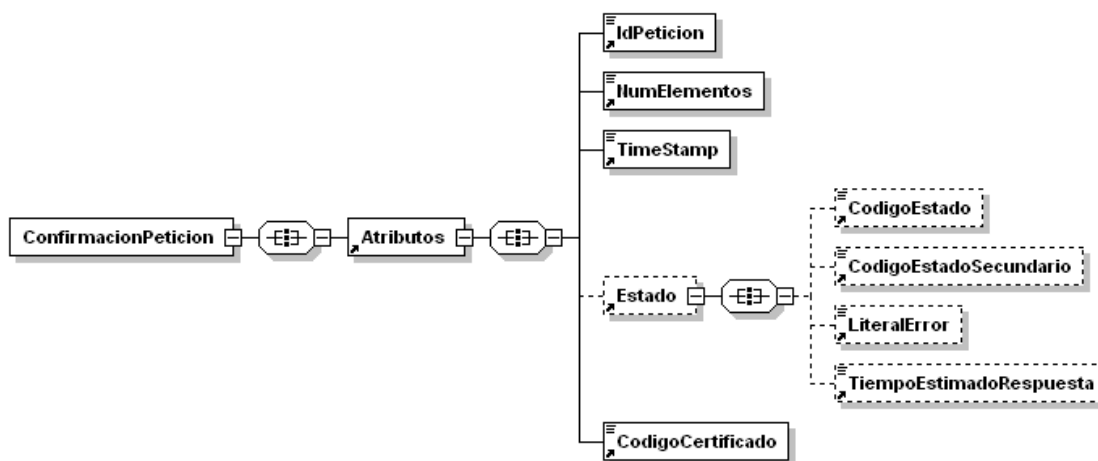 IdPeticion
NumElementos
TimeStamp
CodigoEstado
ConfirmacionPeticion
Atributos
CodigoEstadoSecundario
Estado
LiteralError
TiempoEstimadoRespuesta
CodigoCertificado